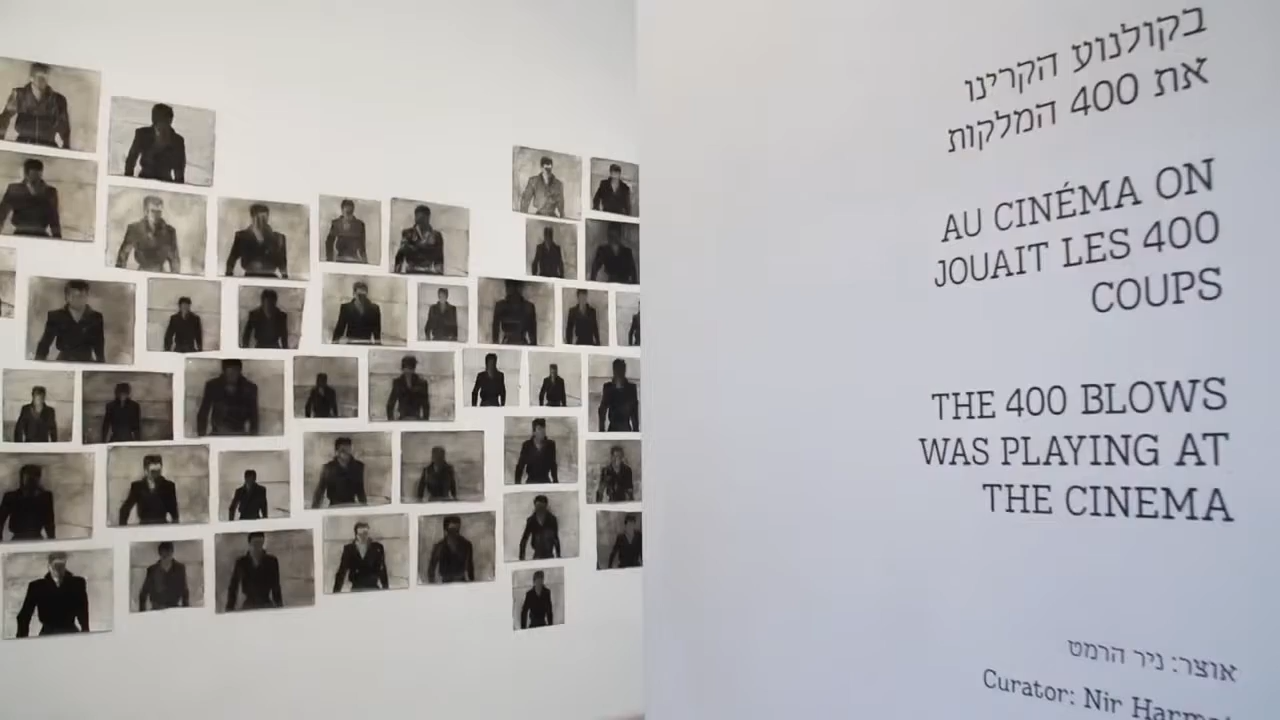 בקולנוע הקרינו
את 400 המלקות
AU CINÉMA ON
JOUAIT LES 400
COUPS
THE 400 BLOWS
WAS PLAYING AT
THE CINEMA
אוצר: ניר הרמט
Curator: Nir